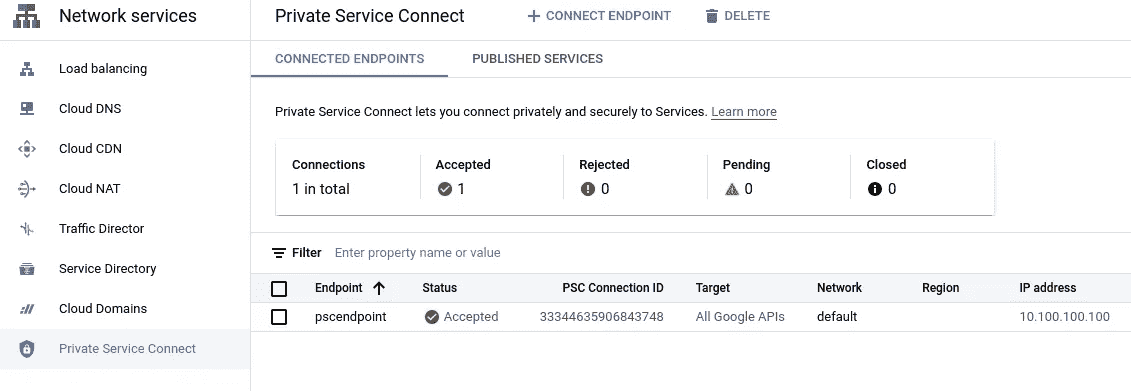 Network services
Private Service Connect
CONNECT ENDPOINT
DELETE
Load balancing
Cloud DNS
Cloud CDN
Cloud NAT
Traffic Director
Service Directory
Cloud Domains
Private Service Connect
CONNECTED ENDPOINTS PUBLISHED SERVICES
Private Service Connect lets you connect privately and securely to Services. Learn more
Connections Accepted Rejected Pending Closed
1 in total 1 0 0 0
Filter Enter property name or value
Endpoint Status PSC Connection ID Target Network Region IP address
pscendpoint Accepted 33344635906843748 All Google APIs default 10.100.100.100